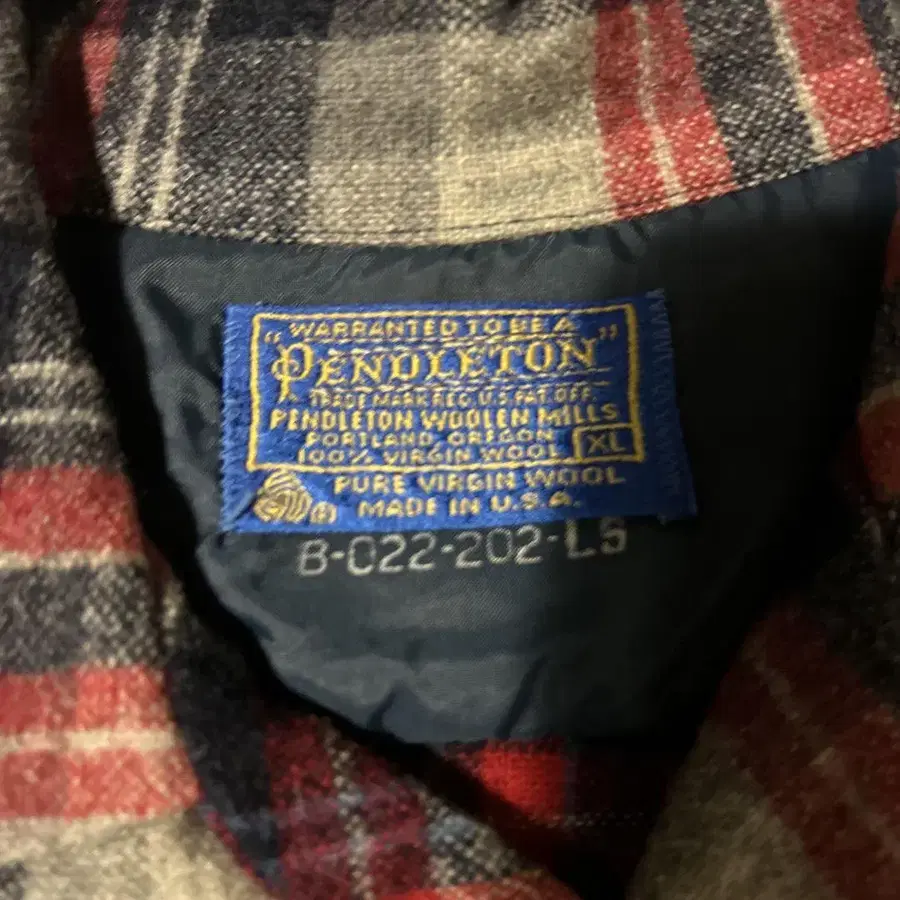 "WARRANTED TO BE A
PENDLETON"
TRADE MARK REG. U.S. PAT. OFF.
PENDLETON WOOLEN MILLS
PORTLAND, OREGON
100% VIRGIN WOOL XL
PURE VIRGIN WOOL
® MADE IN U.S.A.
B-022-202-LS